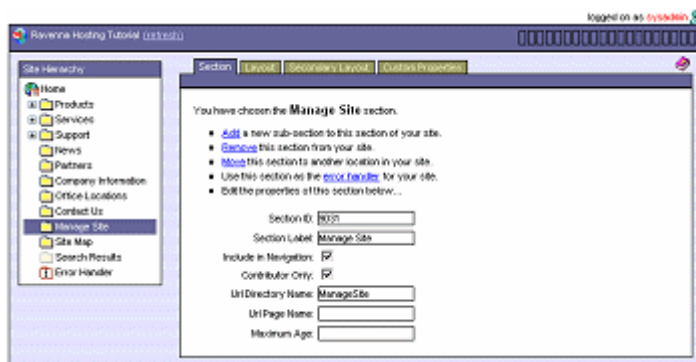 logged on as sysadmin
Ravenna Hosting Tutorial (refresh)
Site Hierarchy
Home
Products
Services
Support
News
Partners
Company Information
Office Locations
Contact Us
Manage Site
Site Map
Search Results
Error Handler
Section
Layout
Secondary Layout
Custom Properties
You have chosen the Manage Site section.
Add a new sub-section to this section of your site.
Remove this section from your site.
Move this section to another location in your site.
Use this section as the error handler for your site.
Edit the properties of this section below...
Section ID:
Section Label: Manage Site
Include in Navigation:
Contributor Only:
Url Directory Name: ManageSite
Url Page Name:
Maximum Age: